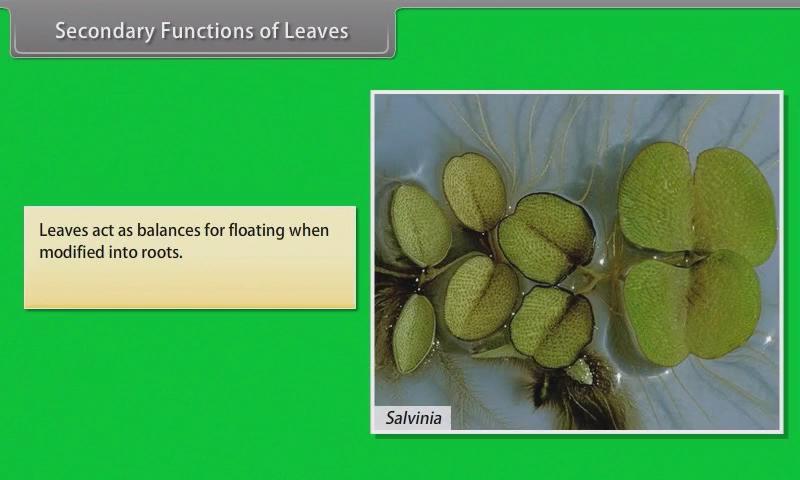 Secondary Functions of Leaves
Leaves act as balances for floating when
modified into roots.
Salvinia